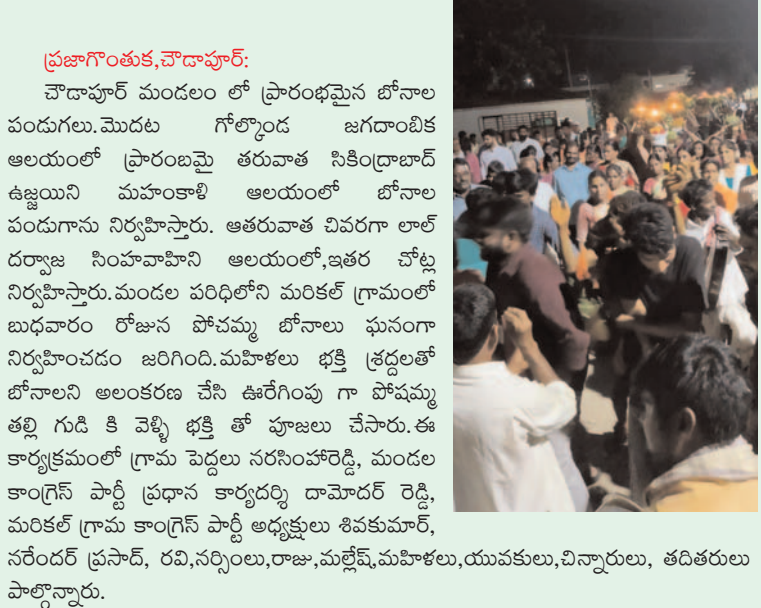 ప్రజాగొంతుక,చౌడాపూర్:
చౌడాపూర్ మండలం లో ప్రారంభమైన బోనాల
పండుగలు.మొదట గోల్కొండ జగదాంబిక
ఆలయంలో ప్రారంబమై తరువాత సికింద్రాబాద్
ఉజ్జయిని మహంకాళి ఆలయంలో బోనాల
పండుగాను నిర్వహిస్తారు. ఆతరువాత చివరగా లాల్
దర్వాజ సింహవాహిని ఆలయంలో,ఇతర చోట్ల
నిర్వహిస్తారు.మండల పరిధిలోని మరికల్ గ్రామంలో
బుధవారం రోజున పోచమ్మ బోనాలు ఘనంగా
నిర్వహించడం జరిగింది.మహిళలు భక్తి శ్రద్దలతో
బోనాలని అలంకరణ చేసి ఊరేగింపు గా పోషమ్మ
తల్లి గుడి కి వెళ్ళి భక్తి తో పూజలు చేసారు.ఈ
కార్యక్రమంలో గ్రామ పెద్దలు నరసింహారెడ్డి, మండల
కాంగ్రెస్ పార్టీ ప్రధాన కార్యదర్శి దామోదర్ రెడ్డి,
మరికల్ గ్రామ కాంగ్రెస్ పార్టీ అధ్యక్షులు శివకుమార్,
నరేందర్ ప్రసాద్, రవి,నర్సింలు,రాజు,మల్లేష్,మహిళలు,యువకులు,చిన్నారులు, తదితరులు
పాల్గొన్నారు.